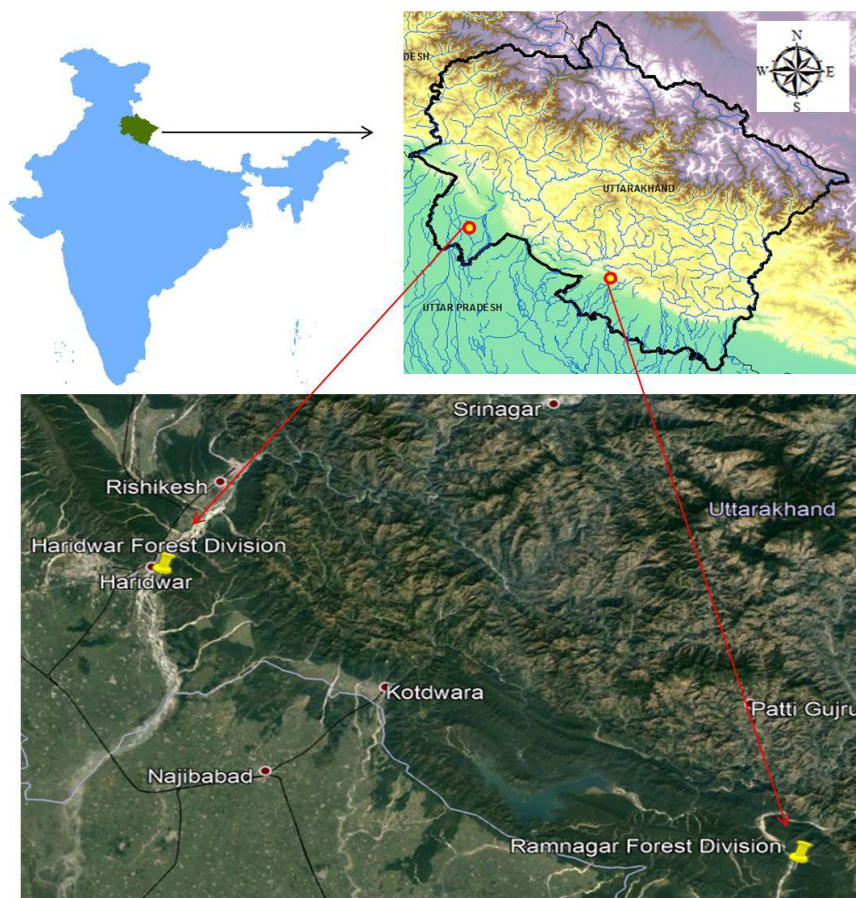 DESH
N
W E
S
UTTARAKHAND
UTTAR PRADESH
Srinagar
Rishikesh
Uttarakhand
Haridwar Forest Division
Haridwar
Kotdwara
Patti Gujru
Najibabad
Ramnagar Forest Division